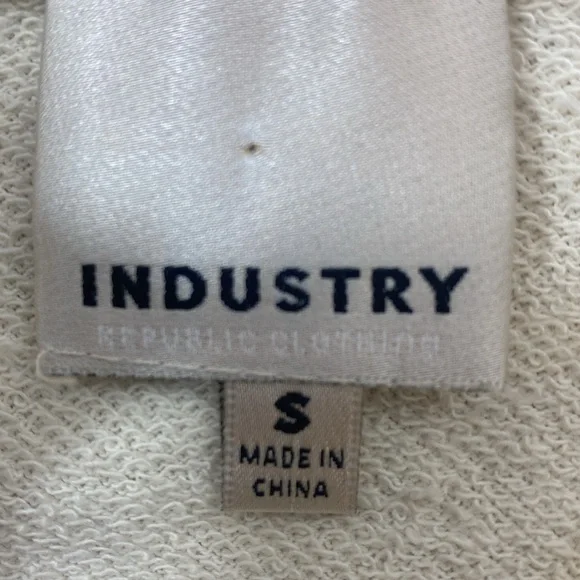 INDUSTRY
REPUBLIC CLOTHING
S
MADE IN
CHINA